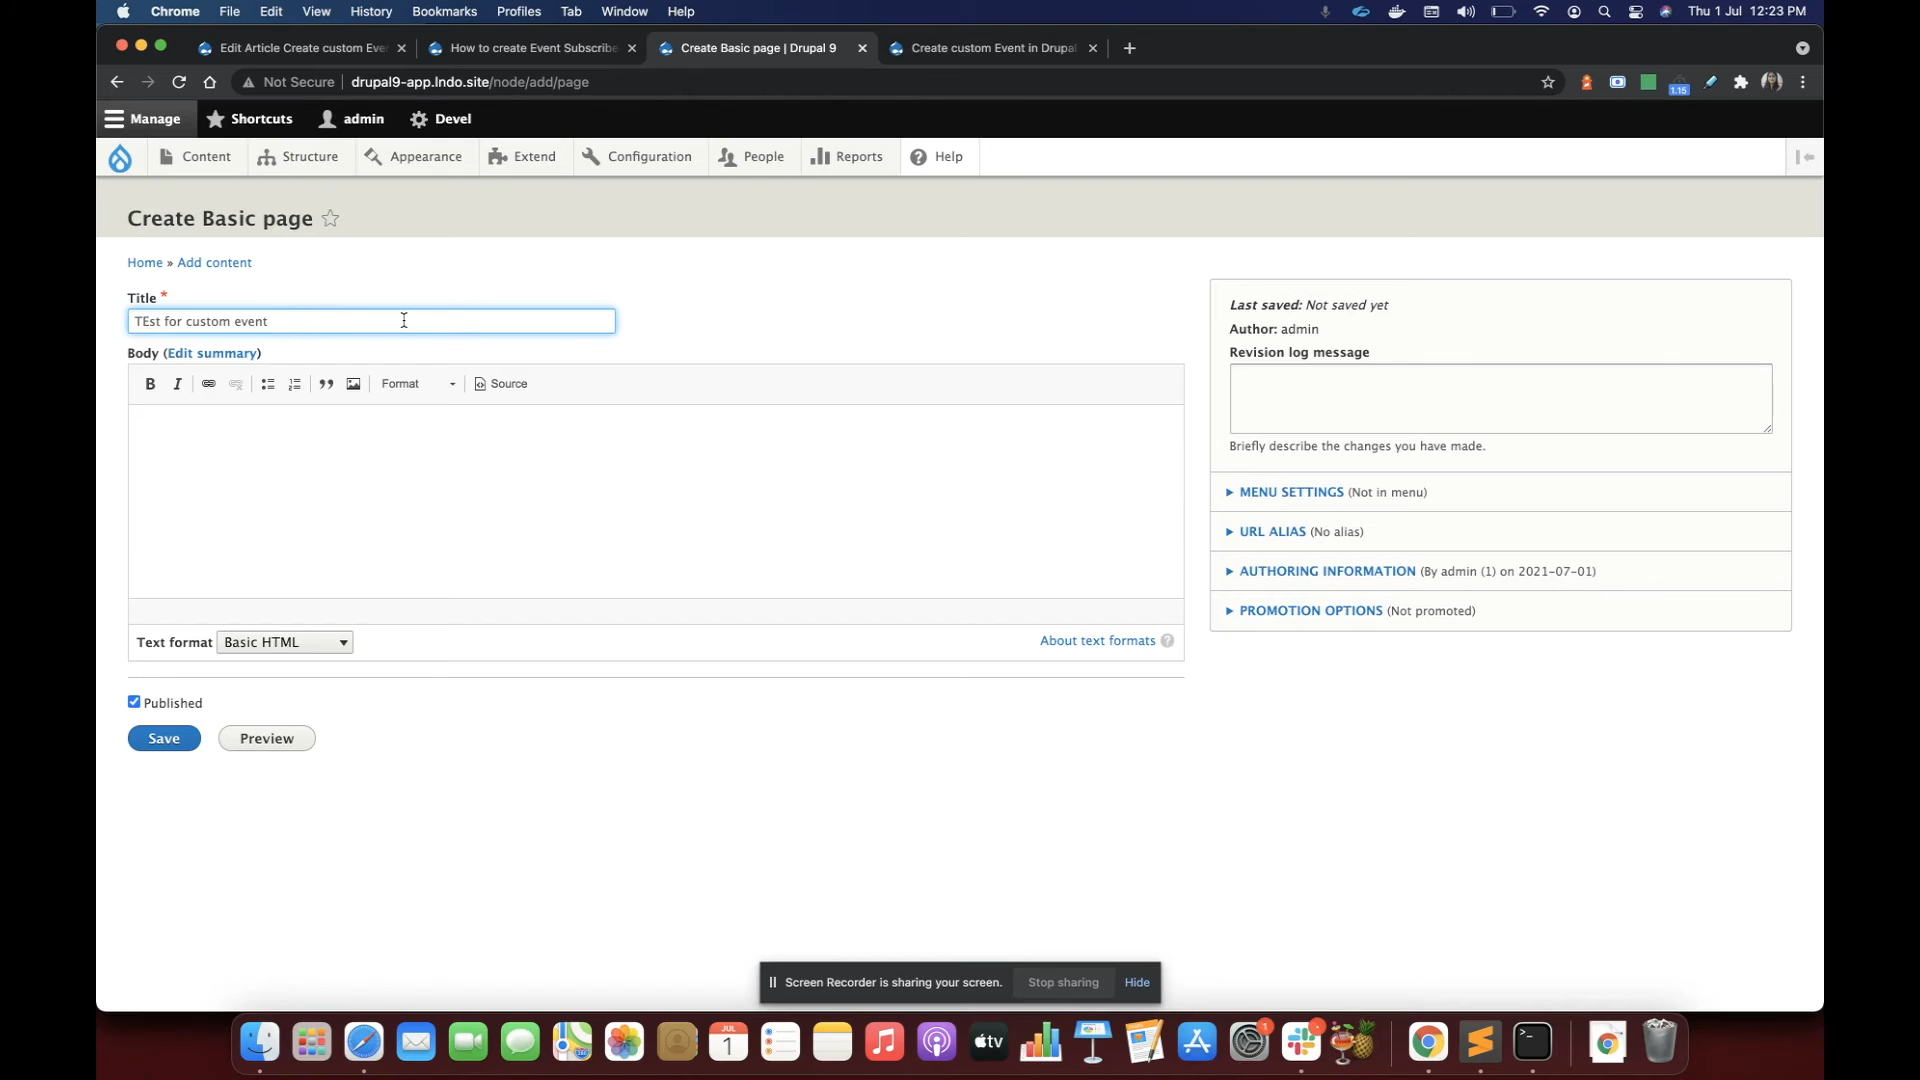 Chrome File Edit View History Bookmarks Profiles Tab Window Help Thu 1 Jul 12:23 PM
Edit Article Create custom Eve How to create Event Subscribe Create Basic page | Drupal 9 Create custom Event in Drupal
Not Secure drupal9-app.lndo.site/node/add/page 1.15
Manage Shortcuts admin Devel
Content Structure Appearance Extend Configuration People Reports Help
Create Basic page
Home » Add content
Title *
TEst for custom event
Body (Edit summary)
B I Format Source
Text format Basic HTML About text formats ?
Published
Save Preview
Last saved: Not saved yet
Author: admin
Revision log message
Briefly describe the changes you have made.
MENU SETTINGS (Not in menu)
URL ALIAS (No alias)
AUTHORING INFORMATION (By admin (1) on 2021-07-01)
PROMOTION OPTIONS (Not promoted)
Screen Recorder is sharing your screen. Stop sharing Hide
JUL
1
tv
1